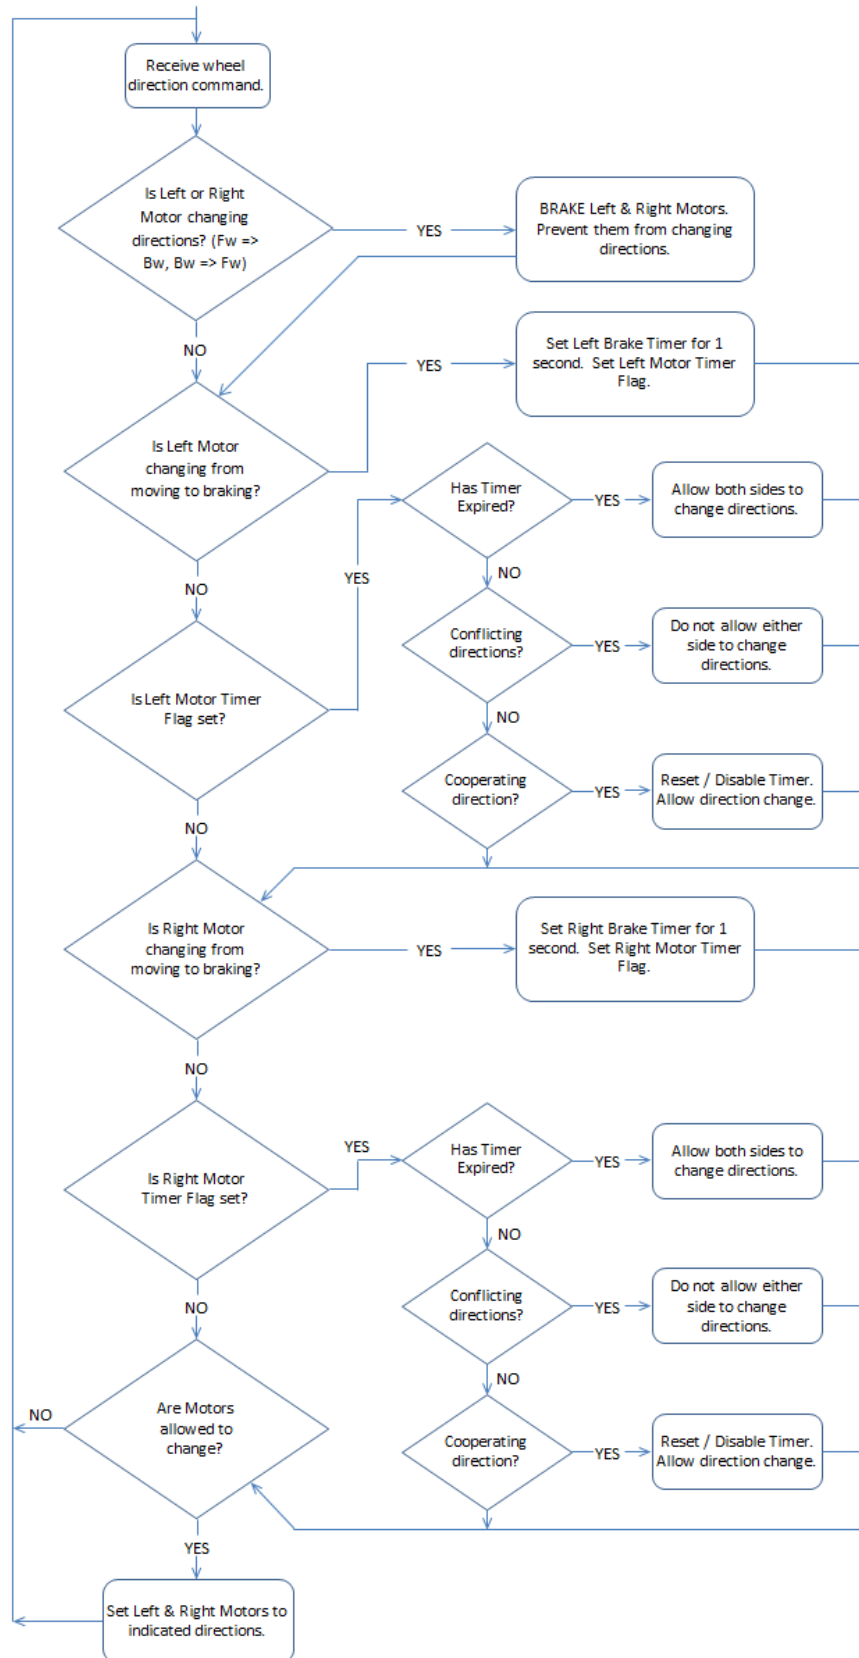 Receive wheel
direction command.
Is Left or Right
Motor changing
directions? (Fw =>
Bw, Bw => Fw)
YES
BRAKE Left & Right Motors.
Prevent them from changing
directions.
NO
Set Left Brake Timer for 1
second. Set Left Motor Timer
Flag.
YES
Is Left Motor
changing from
moving to braking?
Has Timer
Expired?
YES
Allow both sides to
change directions.
YES
NO
NO
Conflicting
directions?
YES
Do not allow either
side to change
directions.
Is Left Motor Timer
Flag set?
NO
Cooperating
direction?
YES
Reset / Disable Timer.
Allow direction change.
NO
Is Right Motor
changing from
moving to braking?
YES
Set Right Brake Timer for 1
second. Set Right Motor Timer
Flag.
NO
YES
Has Timer
Expired?
YES
Allow both sides to
change directions.
Is Right Motor
Timer Flag set?
NO
Conflicting
directions?
YES
Do not allow either
side to change
directions.
NO
NO
Are Motors
allowed to
change?
NO
Cooperating
direction?
YES
Reset / Disable Timer.
Allow direction change.
YES
Set Left & Right Motors to
indicated directions.